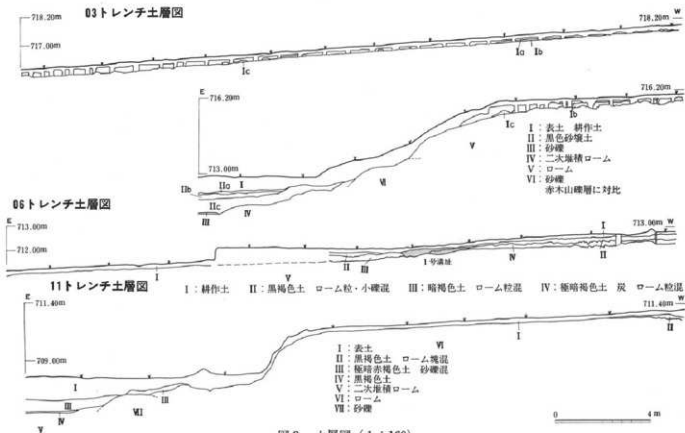 03トレンチ土層図
718.20m
717.00m
718.20m W
Ic
Ia Ib
E
716.20m
716.20m W
Ic
Ib
V
I : 表土 耕作土
II : 黒色砂壌土
III : 砂礫
IV : 二次堆積ローム
V : ローム
VI : 砂礫
赤木山礫層に対比
713.00m
VI
IIa
I
IIb
IIc
III
IV
06トレンチ土層図
E
713.00m
712.00m
713.00m W
I
I
V
II
III
1号溝址
IV
II
11トレンチ土層図
I : 耕作土 II : 黒褐色土 ローム粒・小礫混 III : 暗褐色土 ローム粒混 IV : 極暗褐色土 炭 ローム粒混
E
711.40m
711.40m W
VI
I
II
709.00m
I
I : 表土
II : 黒褐色土 ローム塊混
III : 極暗赤褐色土 砂礫混
IV : 黒褐色土
V : 二次堆積ローム
VI : ローム
VII : 砂礫
III
III
VII
IV
V
0 4 m